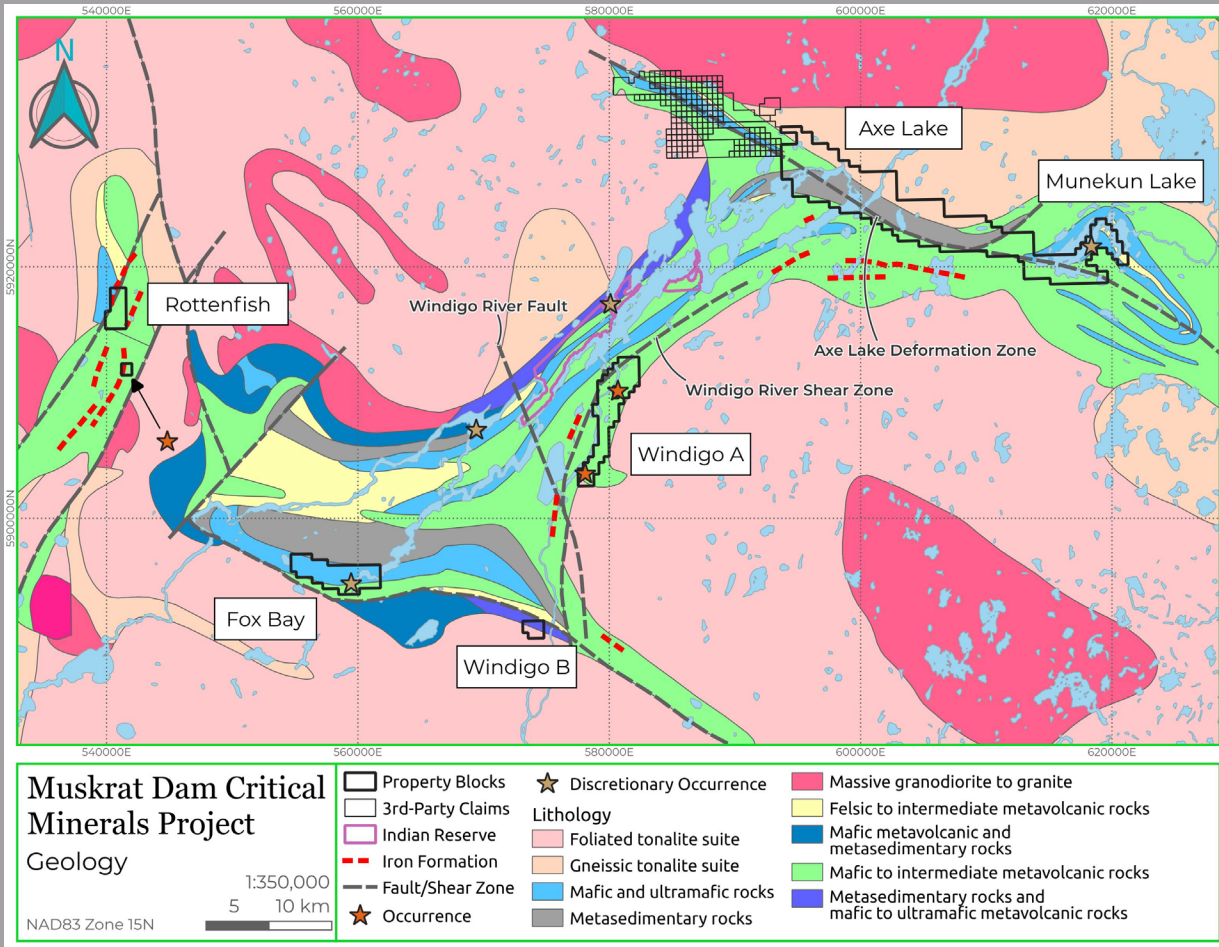 540000E
560000E
580000E
600000E
620000E
N
Axe Lake
Munekun Lake
5920000N
Rottenfish
Windigo River Fault
Axe Lake Deformation Zone
Windigo River Shear Zone
Windigo A
5900000N
Fox Bay
Windigo B
540000E
560000E
580000E
600000E
620000E
Muskrat Dam Critical
Minerals Project
Geology
1:350,000
5
10 km
NAD83 Zone 15N
Property Blocks
3rd-Party Claims
Indian Reserve
Iron Formation
Fault/Shear Zone
Occurrence
Discretionary Occurrence
Lithology
Foliated tonalite suite
Gneissic tonalite suite
Mafic and ultramafic rocks
Metasedimentary rocks
Massive granodiorite to granite
Felsic to intermediate metavolcanic rocks
Mafic metavolcanic and
metasedimentary rocks
Mafic to intermediate metavolcanic rocks
Metasedimentary rocks and
mafic to ultramafic metavolcanic rocks